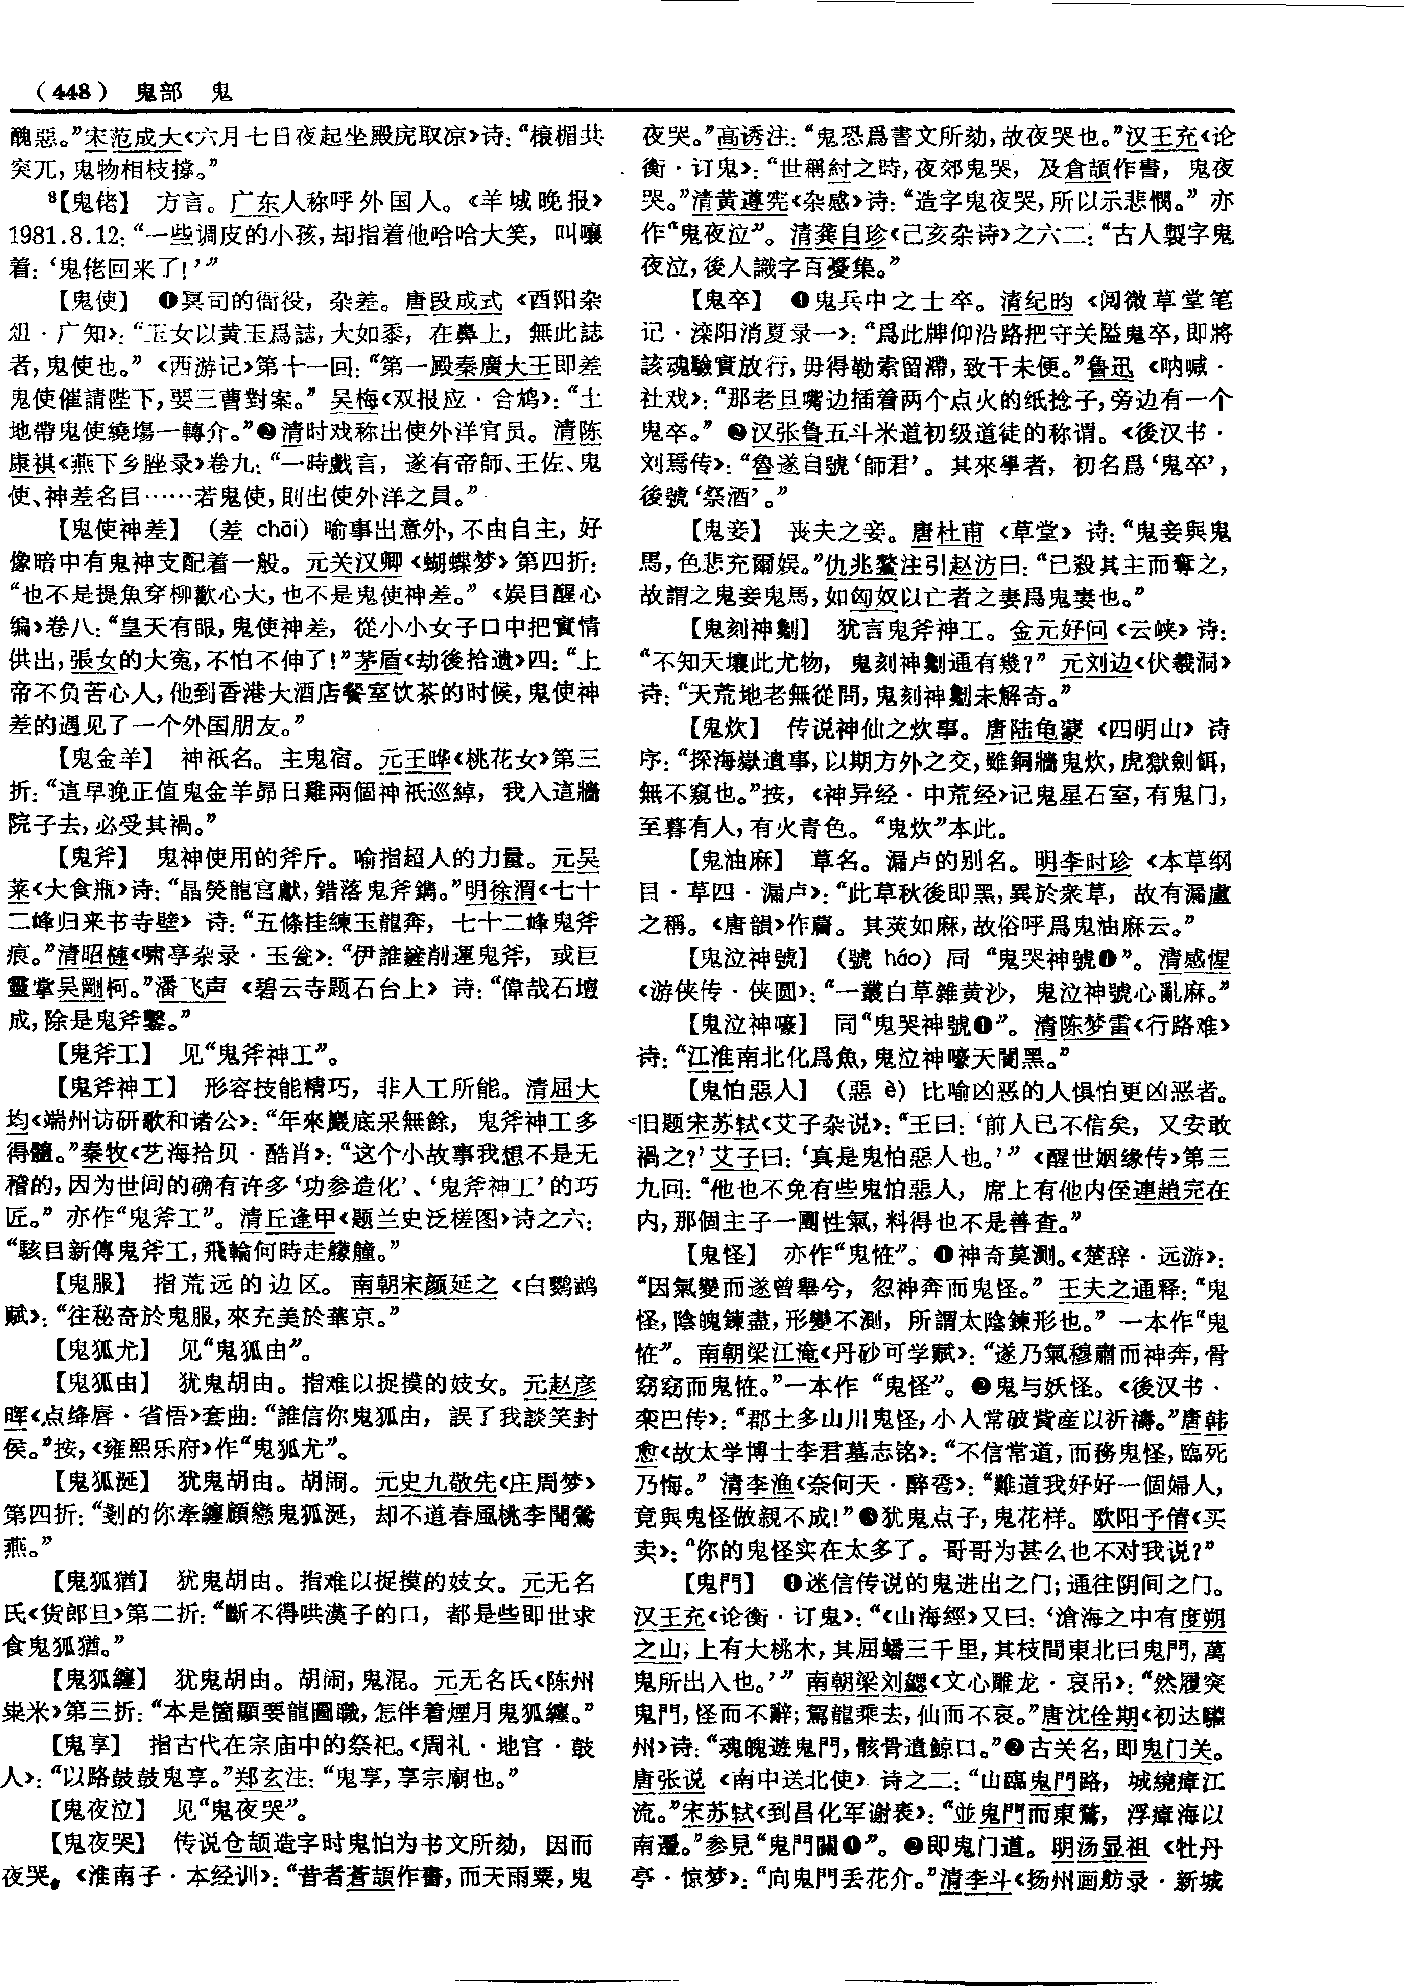 （448） 鬼部 鬼
醜惡。”宋范成大《六月七日夜起坐殿庑取凉》诗：“榱楣共
突兀，鬼物相枝撐。”
⁸【鬼佬】 方言。广东人称呼外国人。《羊城晚报》
1981.8.12：“一些调皮的小孩，却指着他哈哈大笑，叫嚷
着：‘鬼佬回来了！’”
【鬼使】 ❶冥司的衙役，杂差。唐段成式《酉阳杂
俎·广知》：“玉女以黄玉爲誌，大如黍，在鼻上，無此誌
者，鬼使也。”《西游记》第十一回：“第一殿秦廣大王即差
鬼使催請陛下，要三曹對案。”吴梅《双报应·合鸠》：“土
地帶鬼使繞場一轉介。”❷清时戏称出使外洋官员。清陈
康祺《燕下乡脞录》卷九：“一時戲言，遂有帝師、王佐、鬼
使、神差名目……若鬼使，則出使外洋之員。”
【鬼使神差】 （差 chāi）喻事出意外，不由自主，好
像暗中有鬼神支配着一般。元关汉卿《蝴蝶梦》第四折：
“也不是提魚穿柳歡心大，也不是鬼使神差。”《娱目醒心
编》卷八：“皇天有眼，鬼使神差，從小小女子口中把實情
供出，張女的大寃，不怕不伸了！”茅盾《劫後拾遗》四：“上
帝不负苦心人，他到香港大酒店餐室饮茶的时候，鬼使神
差的遇见了一个外国朋友。”
【鬼金羊】 神祇名。主鬼宿。元王晔《桃花女》第三
折：“這早晚正值鬼金羊昴日雞兩個神祇巡綽，我入這牆
院子去，必受其禍。”
【鬼斧】 鬼神使用的斧斤。喻指超人的力量。元吴
莱《大食瓶》诗：“晶熒龍宫獻，錯落鬼斧鐫。”明徐渭《七十
二峰归来书寺壁》诗：“五條挂練玉龍奔，七十二峰鬼斧
痕。”清昭梿《啸亭杂录·玉瓮》：“伊誰鏟削運鬼斧，或巨
靈掌吴剛柯。”潘飞声《碧云寺题石台上》诗：“偉哉石壇
成，除是鬼斧鑿。”
【鬼斧工】 见“鬼斧神工”。
【鬼斧神工】 形容技能精巧，非人工所能。清屈大
均《端州访研歌和诸公》：“年來巖底采無餘，鬼斧神工多
得髓。”秦牧《艺海拾贝·酷肖》：“这个小故事我想不是无
稽的，因为世间的确有许多‘功参造化’、‘鬼斧神工’的巧
匠。”亦作“鬼斧工”。清丘逢甲《题兰史泛槎图》诗之六：
“駭目新傳鬼斧工，飛輪何時走艨艟。”
【鬼服】 指荒远的边区。南朝宋颜延之《白鹦鹉
赋》：“往秘奇於鬼服，來充美於華京。”
【鬼狐尤】 见“鬼狐由”。
【鬼狐由】 犹鬼胡由。指难以捉摸的妓女。元赵彦
晖《点绛唇·省悟》套曲：“誰信你鬼狐由，誤了我談笑封
侯。”按，《雍熙乐府》作“鬼狐尤”。
【鬼狐涎】 犹鬼胡由。胡闹。元史九敬先《庄周梦》
第四折：“剗的你牽纏顧戀鬼狐涎，却不道春風桃李閙鶯
燕。”
【鬼狐猶】 犹鬼胡由。指难以捉摸的妓女。元无名
氏《货郎旦》第二折：“斷不得哄漢子的口，都是些即世求
食鬼狐猶。”
【鬼狐纏】 犹鬼胡由。胡闹，鬼混。元无名氏《陈州
粜米》第三折：“本是箇顯要龍圖職，怎伴着煙月鬼狐纏。”
【鬼享】 指古代在宗庙中的祭祀。《周礼·地官·鼓
人》：“以路鼓鼓鬼享。”郑玄注：“鬼享，享宗廟也。”
【鬼夜泣】 见“鬼夜哭”。
【鬼夜哭】 传说仓颉造字时鬼怕为书文所劾，因而
夜哭。《淮南子·本经训》：“昔者蒼頡作書，而天雨粟，鬼
夜哭。”高诱注：“鬼恐爲書文所劾，故夜哭也。”汉王充《论
衡·订鬼》：“世稱紂之時，夜郊鬼哭，及倉頡作書，鬼夜
哭。”清黄遵宪《杂感》诗：“造字鬼夜哭，所以示悲憫。”亦
作“鬼夜泣”。清龚自珍《己亥杂诗》之六二：“古人製字鬼
夜泣，後人識字百憂集。”
【鬼卒】 ❶鬼兵中之士卒。清纪昀《阅微草堂笔
记·滦阳消夏录一》：“爲此牌仰沿路把守关隘鬼卒，即將
該魂驗實放行，毋得勒索留滯，致干未便。”鲁迅《呐喊·
社戏》：“那老旦嘴边插着两个点火的纸捻子，旁边有一个
鬼卒。”❷汉张鲁五斗米道初级道徒的称谓。《後汉书·
刘焉传》：“魯遂自號‘師君’。其來學者，初名爲‘鬼卒’，
後號‘祭酒’。”
【鬼妾】 丧夫之妾。唐杜甫《草堂》诗：“鬼妾與鬼
馬，色悲充爾娱。”仇兆鳌注引赵汸曰：“已殺其主而奪之，
故謂之鬼妾鬼馬，如匈奴以亡者之妻爲鬼妻也。”
【鬼刻神劖】 犹言鬼斧神工。金元好问《云峡》诗：
“不知天壤此尤物，鬼刻神劖通有幾？”元刘边《伏羲洞》
诗：“天荒地老無從問，鬼刻神劖未解奇。”
【鬼炊】 传说神仙之炊事。唐陆龟蒙《四明山》诗
序：“探海嶽遺事，以期方外之交，雖銅牆鬼炊，虎獄劍餌，
無不窺也。”按，《神异经·中荒经》记鬼星石室，有鬼门，
至暮有人，有火青色。“鬼炊”本此。
【鬼油麻】 草名。漏卢的别名。明李时珍《本草纲
目·草四·漏卢》：“此草秋後即黑，異於衆草，故有漏盧
之稱。《唐韻》作䕡。其莢如麻，故俗呼爲鬼油麻云。”
【鬼泣神號】 （號 háo）同“鬼哭神號❶”。清感惺
《游侠传·侠圆》：“一叢白草雜黄沙，鬼泣神號心亂麻。”
【鬼泣神嚎】 同“鬼哭神號❶”。清陈梦雷《行路难》
诗：“江淮南北化爲魚，鬼泣神嚎天闇黑。”
【鬼怕惡人】 （惡 è）比喻凶恶的人惧怕更凶恶者。
旧题宋苏轼《艾子杂说》：“王曰：‘前人已不信矣，又安敢
禍之？’艾子曰：‘真是鬼怕惡人也。’”《醒世姻缘传》第三
九回：“他也不免有些鬼怕惡人，席上有他内侄連趙完在
内，那個主子一團性氣，料得也不是善查。”
【鬼怪】 亦作“鬼恠”。❶神奇莫测。《楚辞·远游》：
“因氣變而遂曾舉兮，忽神奔而鬼怪。”王夫之通释：“鬼
怪，陰魄鍊盡，形變不測，所謂太陰鍊形也。”一本作“鬼
恠”。南朝梁江淹《丹砂可学赋》：“遂乃氣穆肅而神奔，骨
窈窈而鬼恠。”一本作“鬼怪”。❷鬼与妖怪。《後汉书·
栾巴传》：“郡土多山川鬼怪，小人常破貲産以祈禱。”唐韩
愈《故太学博士李君墓志铭》：“不信常道，而務鬼怪，臨死
乃悔。”清李渔《奈何天·醉卺》：“難道我好好一個婦人，
竟與鬼怪做親不成！”❸犹鬼点子，鬼花样。欧阳予倩《买
卖》：“你的鬼怪实在太多了。哥哥为甚么也不对我说？”
【鬼門】 ❶迷信传说的鬼进出之门；通往阴间之门。
汉王充《论衡·订鬼》：“《山海經》又曰：‘滄海之中有度朔
之山，上有大桃木，其屈蟠三千里，其枝間東北曰鬼門，萬
鬼所出入也。’”南朝梁刘勰《文心雕龙·哀吊》：“然履突
鬼門，怪而不辭；駕龍乘去，仙而不哀。”唐沈佺期《初达驩
州》诗：“魂魄遊鬼門，骸骨遺鯨口。”❷古关名，即鬼门关。
唐张说《南中送北使》诗之二：“山臨鬼門路，城繞瘴江
流。”宋苏轼《到昌化军谢表》：“並鬼門而東騖，浮瘴海以
南遷。”参見“鬼門關❶”。❸即鬼门道。明汤显祖《牡丹
亭·惊梦》：“向鬼門丢花介。”清李斗《扬州画舫录·新城